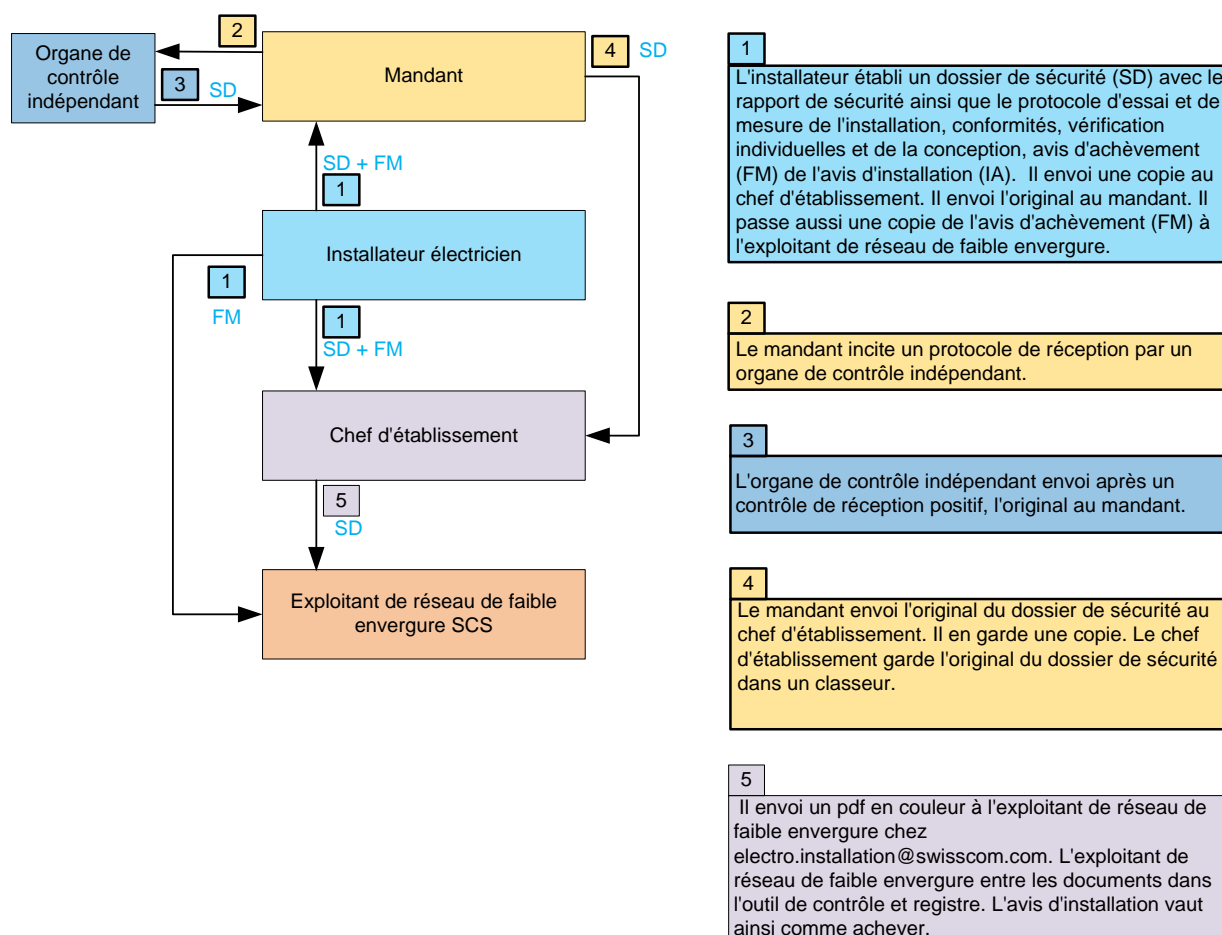 Organe de
contrôle
indépendant
2
3
SD
Mandant
4
SD
SD + FM
1
Installateur électricien
1
FM
1
SD + FM
Chef d'établissement
5
SD
Exploitant de réseau de faible
envergure SCS
1
L'installateur établi un dossier de sécurité (SD) avec le
rapport de sécurité ainsi que le protocole d'essai et de
mesure de l'installation, conformités, vérification
individuelles et de la conception, avis d'achèvement
(FM) de l'avis d'installation (IA).  Il envoi une copie au
chef d'établissement. Il envoi l'original au mandant. Il
passe aussi une copie de l'avis d'achèvement (FM) à
l'exploitant de réseau de faible envergure.
2
Le mandant incite un protocole de réception par un
organe de contrôle indépendant.
3
L'organe de contrôle indépendant envoi après un
contrôle de réception positif, l'original au mandant.
4
Le mandant envoi l'original du dossier de sécurité au
chef d'établissement. Il en garde une copie. Le chef
d'établissement garde l'original du dossier de sécurité
dans un classeur.
5
Il envoi un pdf en couleur à l'exploitant de réseau de
faible envergure chez
electro.installation@swisscom.com. L'exploitant de
réseau de faible envergure entre les documents dans
l'outil de contrôle et registre. L'avis d'installation vaut
ainsi comme achever.